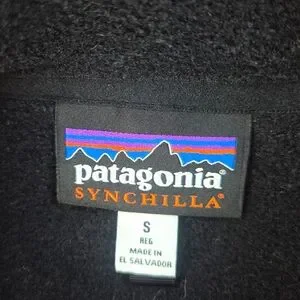 patagonia®
SYNCHILLA®
S
REG
MADE IN
EL SALVADOR